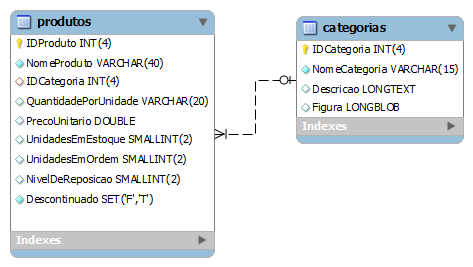 produtos
IDProduto INT(4)
NomeProduto VARCHAR(40)
IDCategoria INT(4)
QuantidadePorUnidade VARCHAR(20)
PrecoUnitario DOUBLE
UnidadesEmEstoque SMALLINT(2)
UnidadesEmOrdem SMALLINT(2)
NivelDeReposicao SMALLINT(2)
Descontinuado SET('F','T')
Indexes
categorias
IDCategoria INT(4)
NomeCategoria VARCHAR(15)
Descricao LONGTEXT
Figura LONGBLOB
Indexes